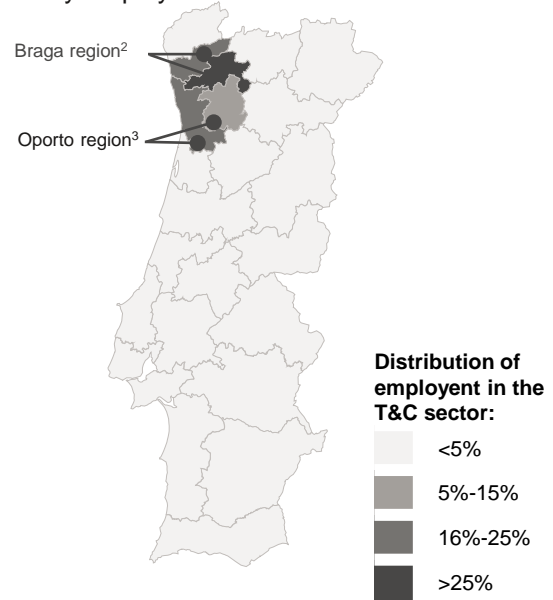 Braga region²
Oporto region³
Distribution of
employent in the
T&C sector:
<5%
5%-15%
16%-25%
>25%